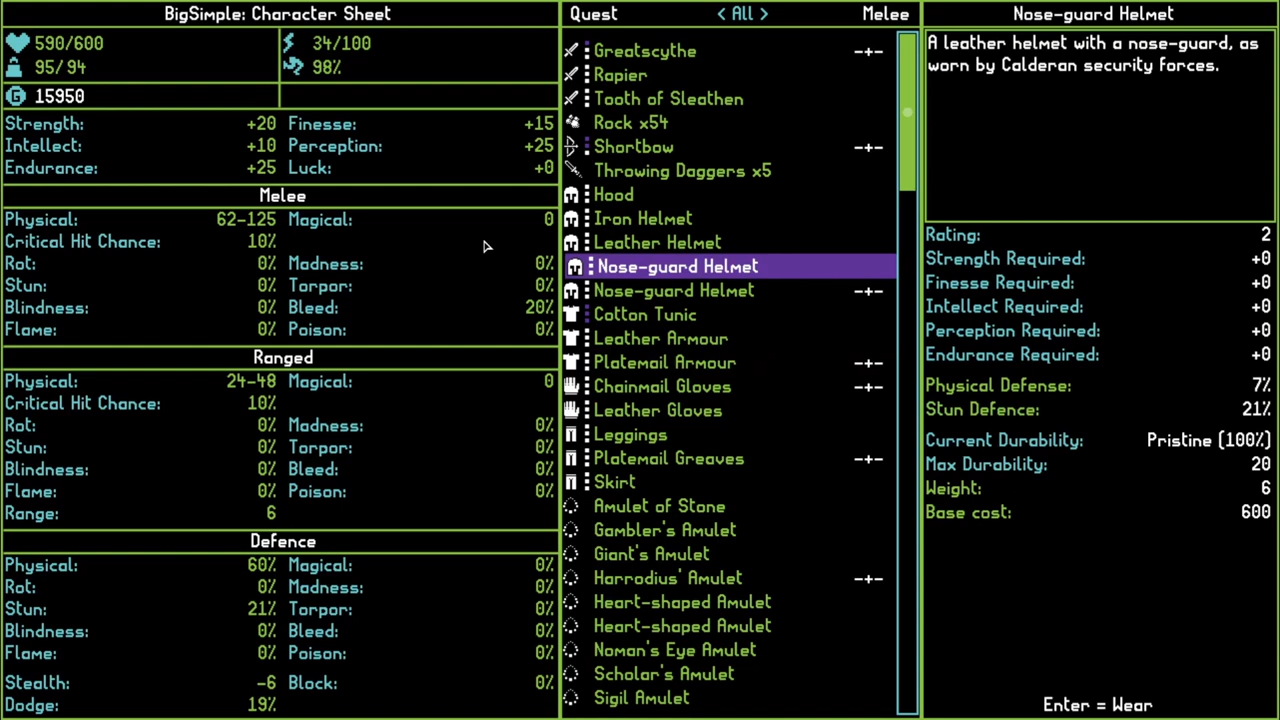 BigSimple: Character Sheet
590/600 34/100
95/94 98%
G 15950
Strength: +20 Finesse: +15
Intellect: +10 Perception: +25
Endurance: +25 Luck: +0
Melee
Physical: 62-125 Magical: 0
Critical Hit Chance: 10%
Rot: 0% Madness: 0%
Stun: 0% Torpor: 0%
Blindness: 0% Bleed: 20%
Flame: 0% Poison: 0%
Ranged
Physical: 24-48 Magical: 0
Critical Hit Chance: 10%
Rot: 0% Madness: 0%
Stun: 0% Torpor: 0%
Blindness: 0% Bleed: 0%
Flame: 0% Poison: 0%
Range: 6
Defence
Physical: 60% Magical: 0%
Rot: 0% Madness: 0%
Stun: 21% Torpor: 0%
Blindness: 0% Bleed: 0%
Flame: 0% Poison: 0%
Stealth: -6 Block: 0%
Dodge: 19%
Quest < All > Melee
Greatscythe -+-
Rapier
Tooth of Sleathen
Rock x54
Shortbow -+-
Throwing Daggers x5
Hood
Iron Helmet
Leather Helmet
Nose-guard Helmet
Nose-guard Helmet -+-
Cotton Tunic
Leather Armour
Platemail Armour -+-
Chainmail Gloves -+-
Leather Gloves
Leggings
Platemail Greaves -+-
Skirt
Amulet of Stone
Gambler's Amulet
Giant's Amulet
Harrodius' Amulet -+-
Heart-shaped Amulet
Heart-shaped Amulet
Noman's Eye Amulet
Scholar's Amulet
Sigil Amulet
Nose-guard Helmet
A leather helmet with a nose-guard, as
worn by Calderan security forces.
Rating: 2
Strength Required: +0
Finesse Required: +0
Intellect Required: +0
Perception Required: +0
Endurance Required: +0
Physical Defense: 7%
Stun Defence: 21%
Current Durability: Pristine (100%)
Max Durability: 20
Weight: 6
Base cost: 600
Enter = Wear